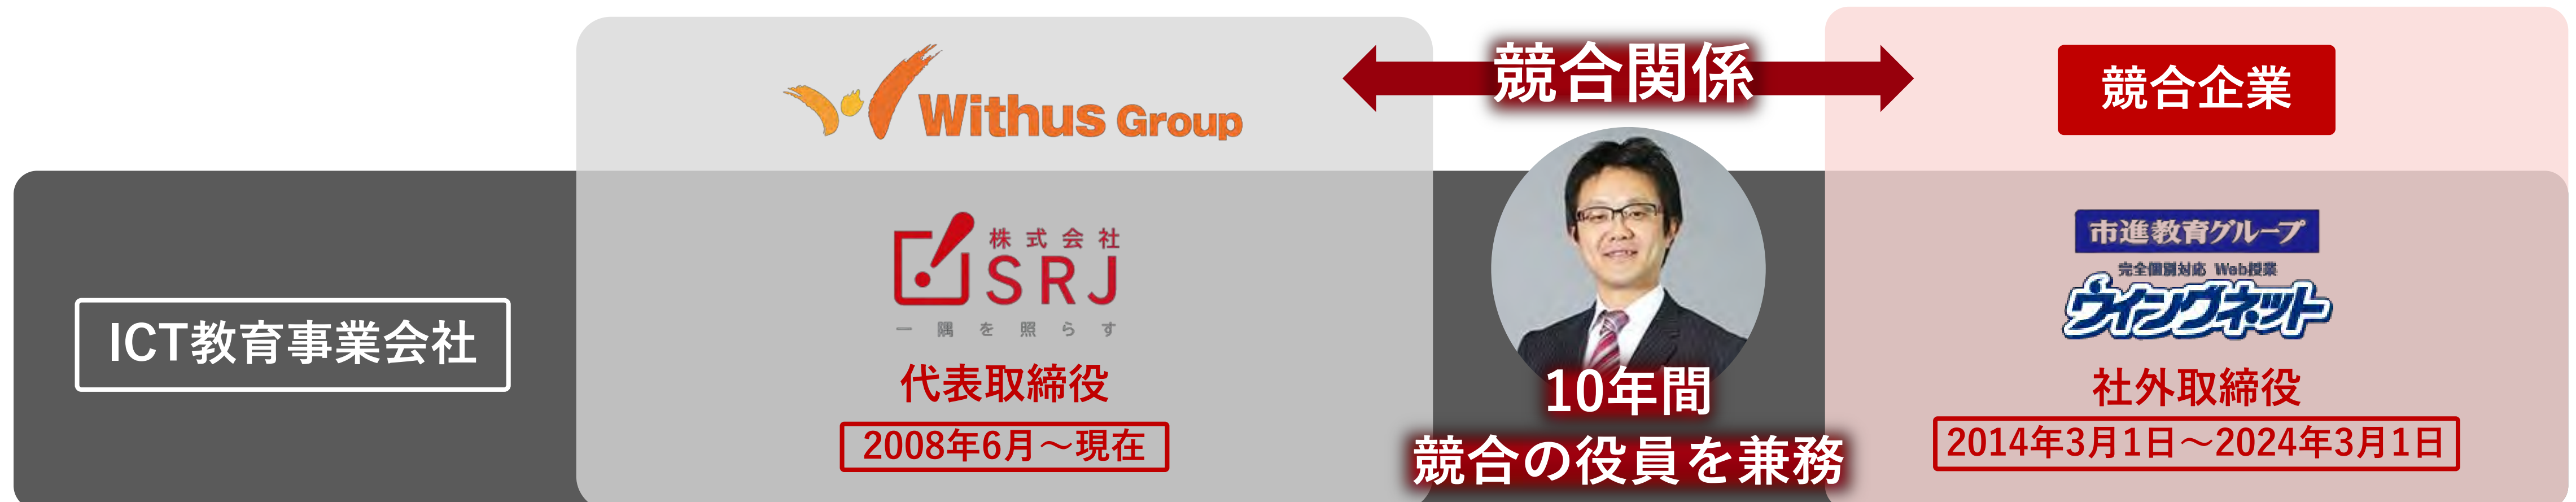 Withus Group
競合関係
競合企業
ICT教育事業会社
株式会社
SRJ
一隅を照らす
代表取締役
2008年6月～現在
10年間
競合の役員を兼務
市進教育グループ
完全個別対応 Web授業
ウイングネット
社外取締役
2014年3月1日～2024年3月1日